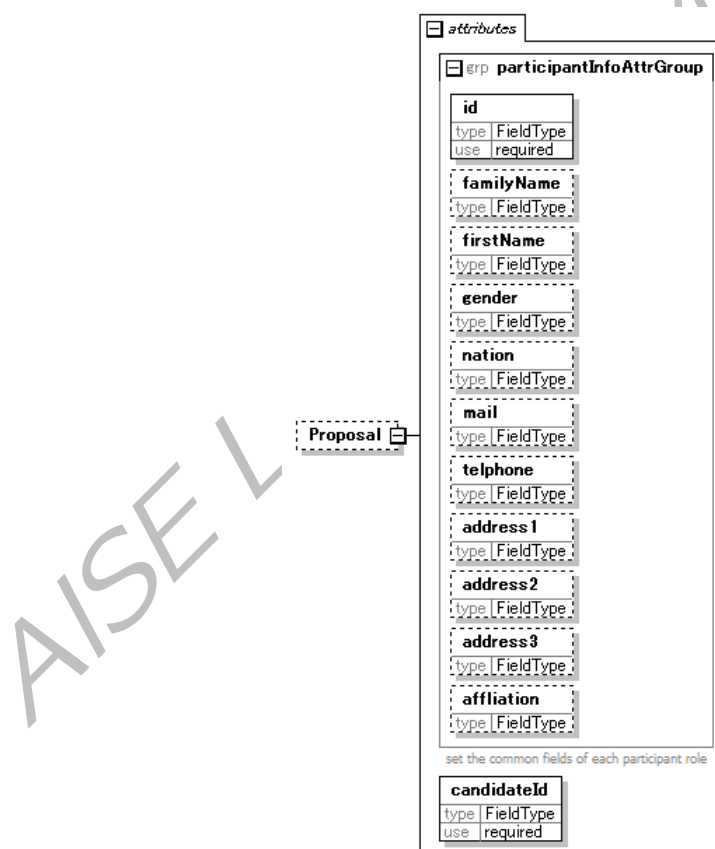 attributes
grp participantInfoAttrGroup
id
type FieldType
use required
familyName
type FieldType
firstName
type FieldType
gender
type FieldType
nation
type FieldType
mail
type FieldType
Proposal
telphone
type FieldType
address1
type FieldType
address2
type FieldType
address3
type FieldType
affliation
type FieldType
set the common fields of each participant role
candidateId
type FieldType
use required
AISE L